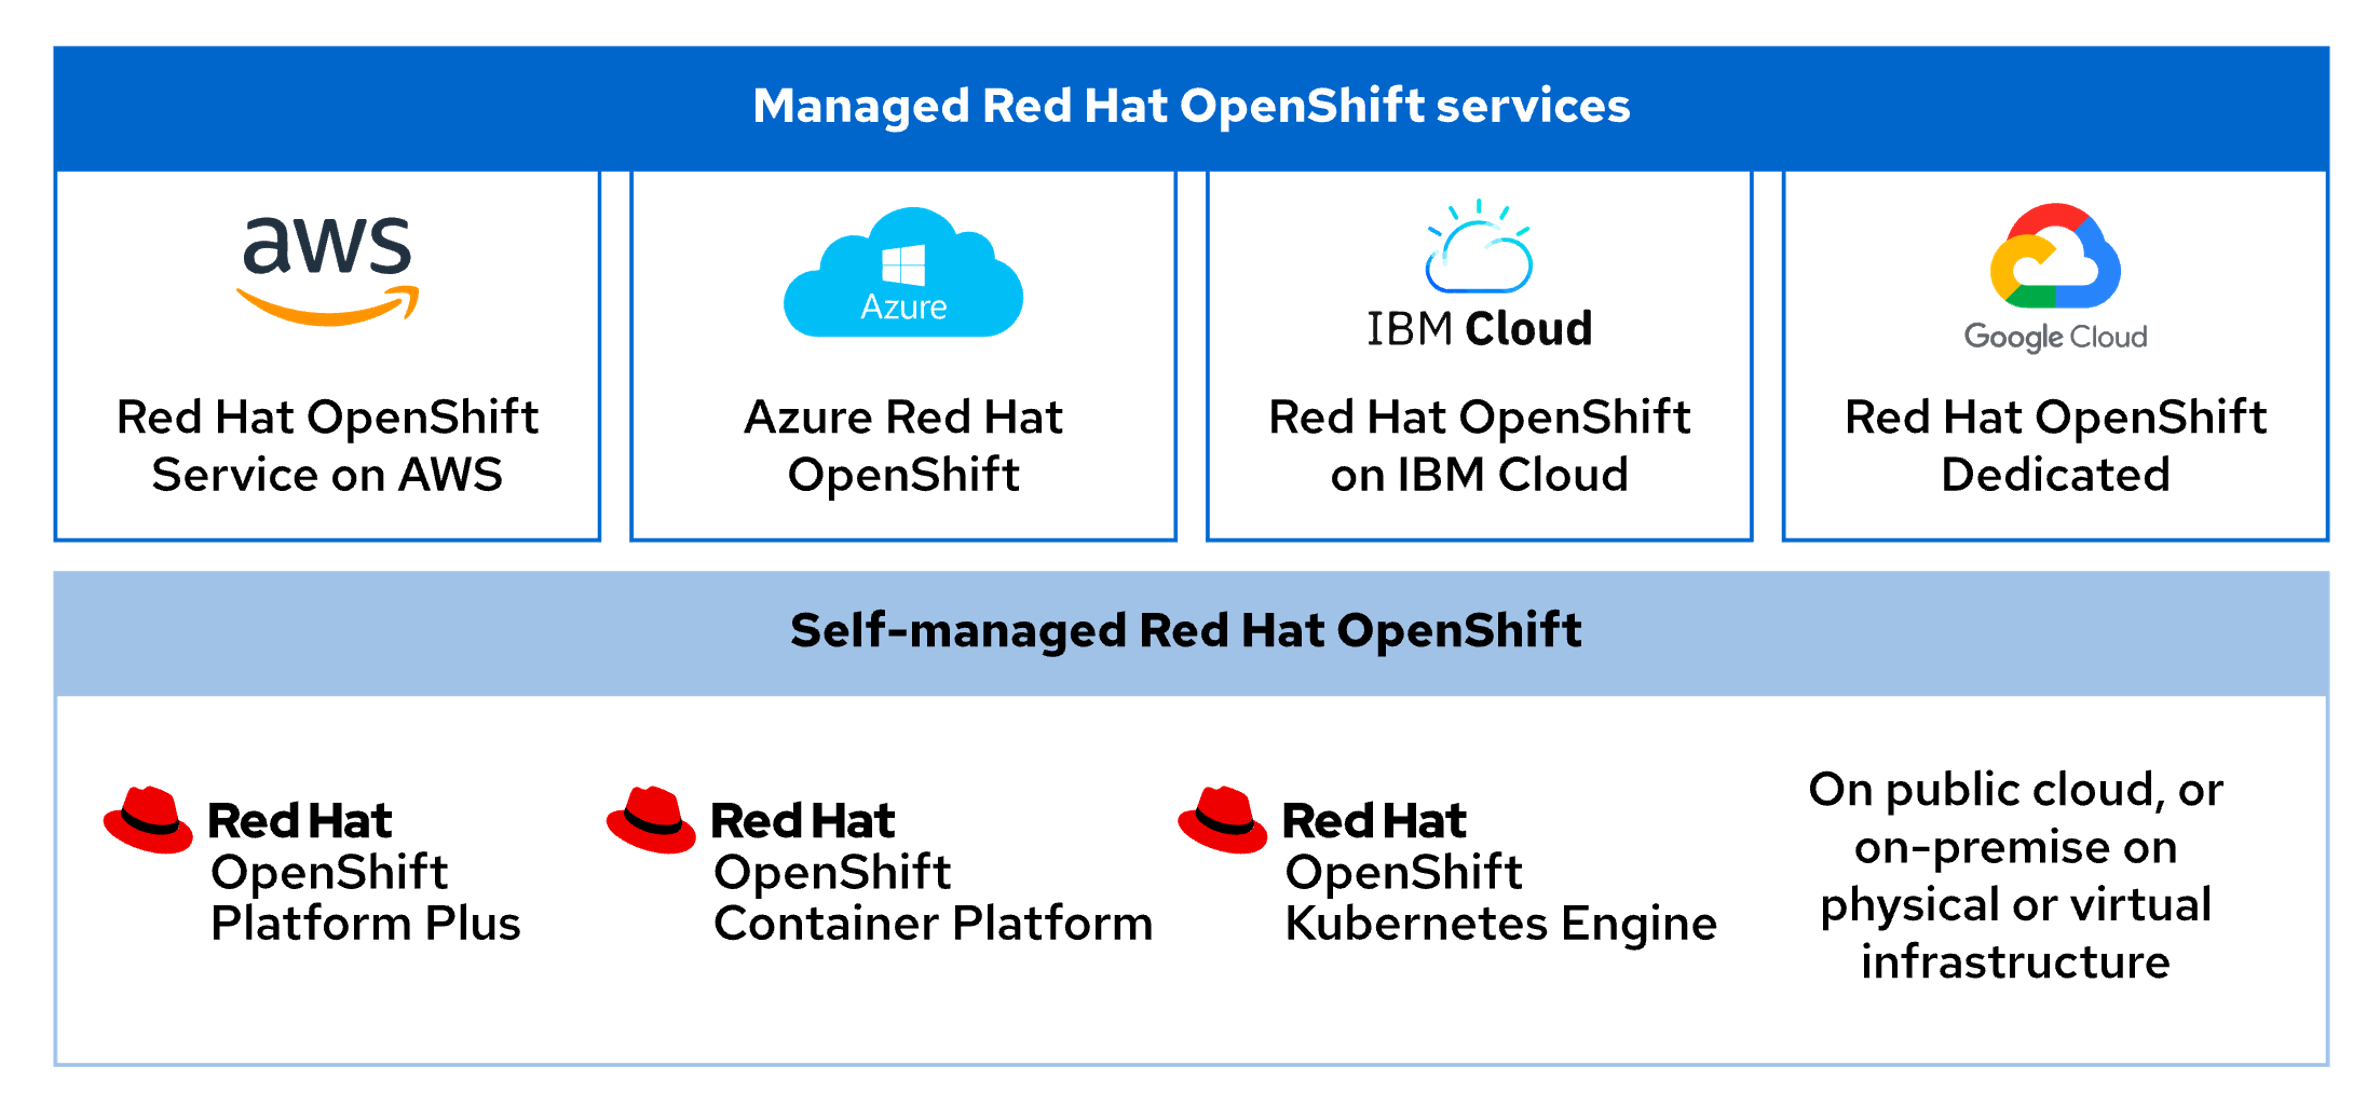 Managed Red Hat OpenShift services
aws
Red Hat OpenShift
Service on AWS
Azure
Azure Red Hat
OpenShift
IBM Cloud
Red Hat OpenShift
on IBM Cloud
Google Cloud
Red Hat OpenShift
Dedicated
Self-managed Red Hat OpenShift
Red Hat
OpenShift
Platform Plus
Red Hat
OpenShift
Container Platform
Red Hat
OpenShift
Kubernetes Engine
On public cloud, or
on-premise on
physical or virtual
infrastructure